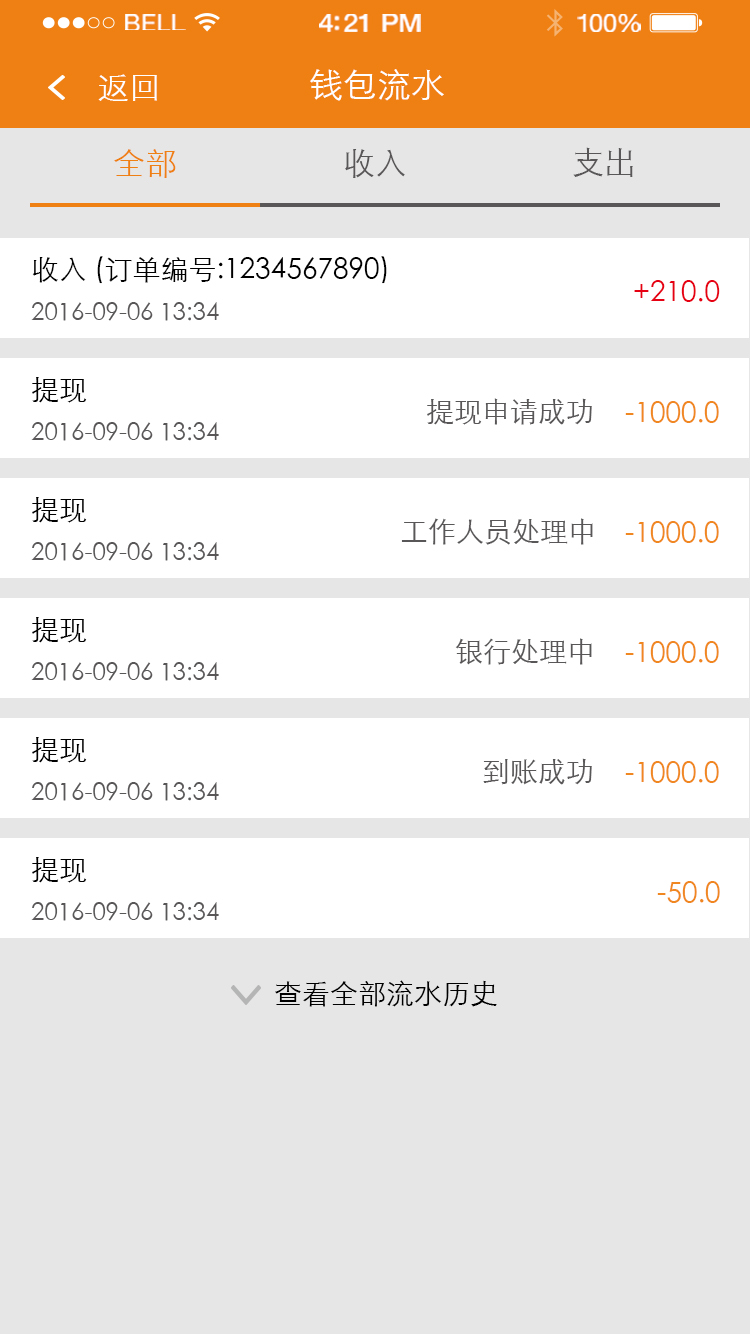 BELL 4:21 PM 100%
返回 钱包流水
全部 收入 支出
收入 (订单编号:1234567890)
+210.0
2016-09-06 13:34
提现
提现申请成功 -1000.0
2016-09-06 13:34
提现
工作人员处理中 -1000.0
2016-09-06 13:34
提现
银行处理中 -1000.0
2016-09-06 13:34
提现
到账成功 -1000.0
2016-09-06 13:34
提现
-50.0
2016-09-06 13:34
查看全部流水历史